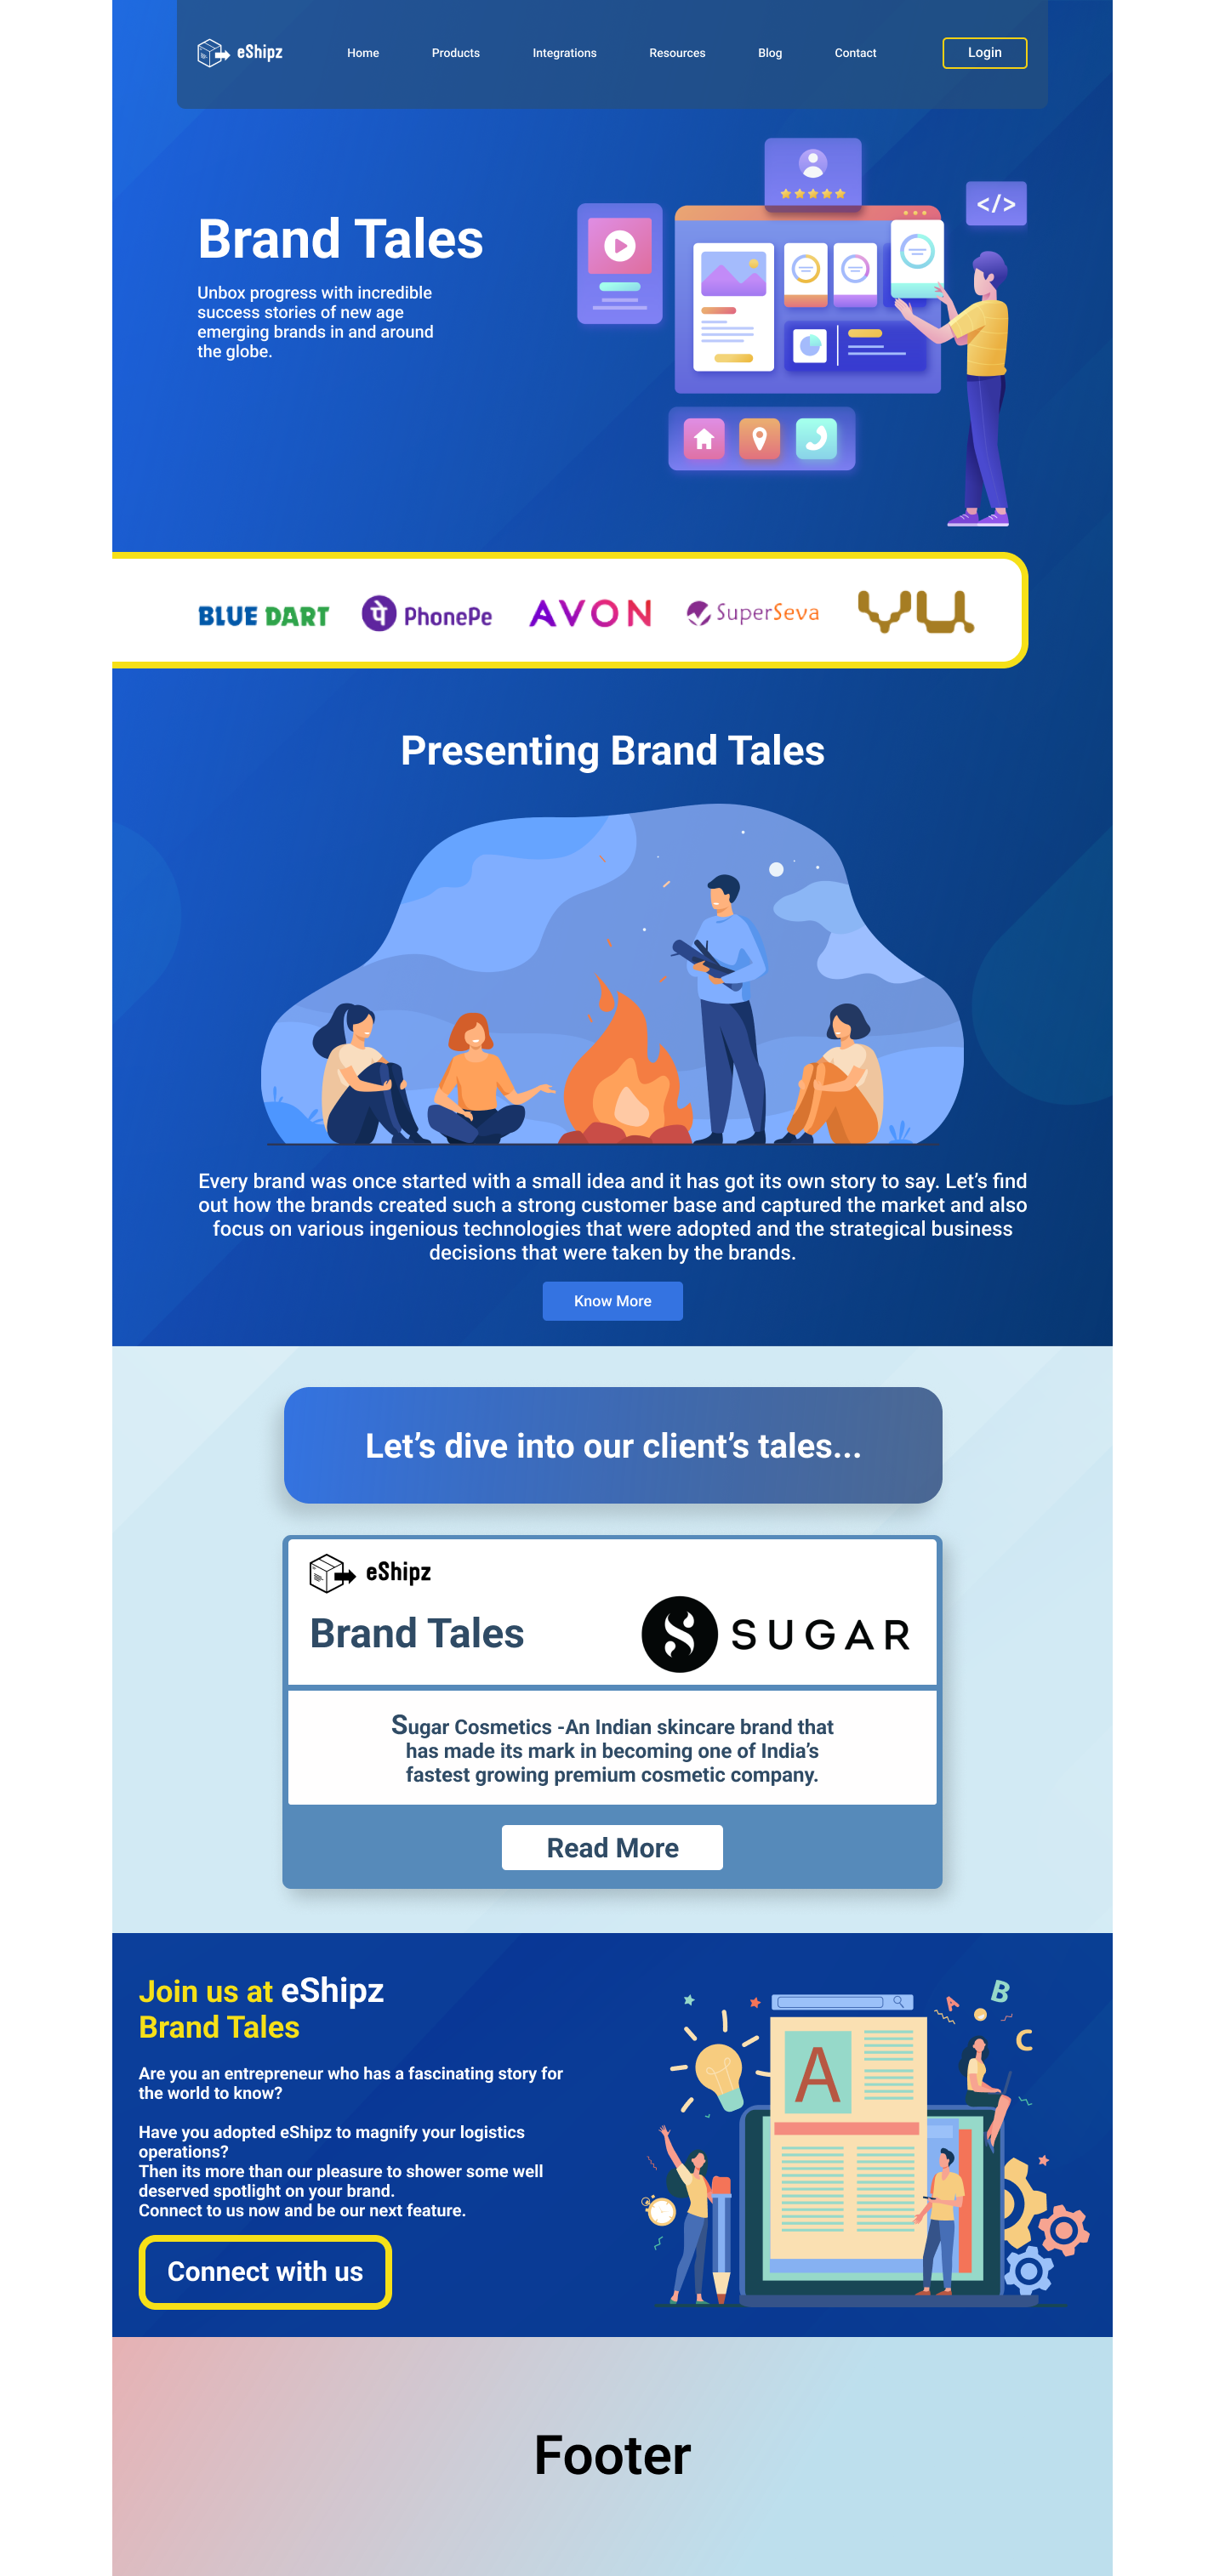 eShipz
Home
Products
Integrations
Resources
Blog
Contact
Login
</>
Brand Tales
Unbox progress with incredible
success stories of new age
emerging brands in and around
the globe.
BLUE DART
पे PhonePe
AVON
SuperSeva
VU
Presenting Brand Tales
Every brand was once started with a small idea and it has got its own story to say. Let’s find
out how the brands created such a strong customer base and captured the market and also
focus on various ingenious technologies that were adopted and the strategical business
decisions that were taken by the brands.
Know More
Let’s dive into our client’s tales...
eShipz
Brand Tales
SUGAR
Sugar Cosmetics -An Indian skincare brand that
has made its mark in becoming one of India’s
fastest growing premium cosmetic company.
Read More
Join us at eShipz
Brand Tales
Are you an entrepreneur who has a fascinating story for
the world to know?
Have you adopted eShipz to magnify your logistics
operations?
Then its more than our pleasure to shower some well
deserved spotlight on your brand.
Connect to us now and be our next feature.
Connect with us
A
B
C
A
Footer